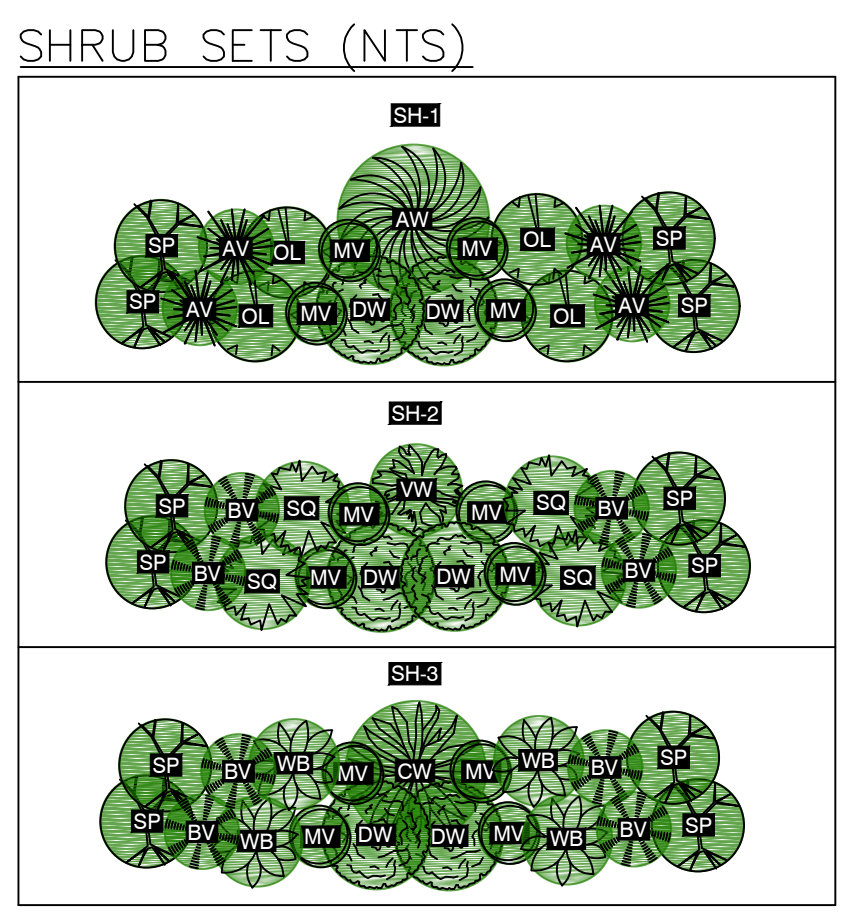 SHRUB SETS (NTS)
SH-1
AW
SP AV OL MV MV OL AV SP
SP AV OL MV DW DW MV OL AV SP
SH-2
VW
SP BV SQ MV MV SQ BV SP
SP BV SQ MV DW DW MV SQ BV SP
SH-3
SP BV WB MV CW MV WB BV SP
SP BV WB MV DW DW MV WB BV SP